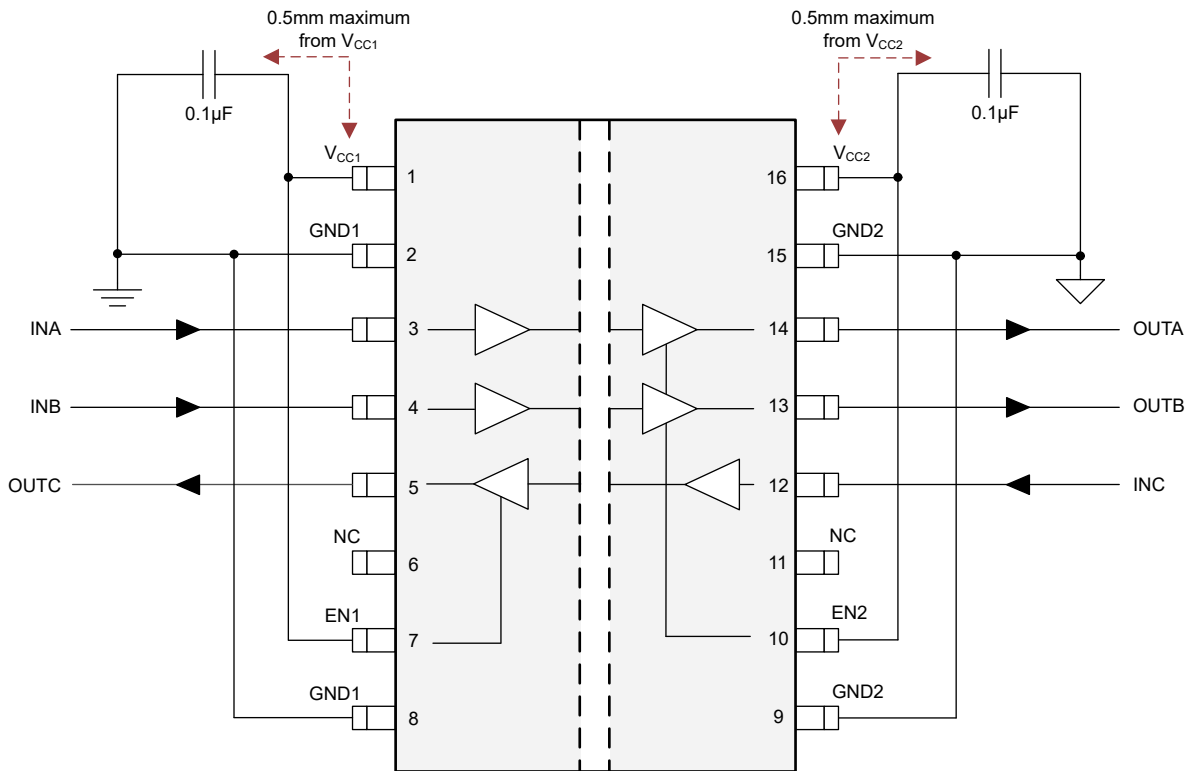 0.5mm maximum
from VCC1
0.5mm maximum
from VCC2
0.1µF
0.1µF
VCC1
1
16
VCC2
GND1
2
15
GND2
INA
3
14
OUTA
INB
4
13
OUTB
OUTC
5
12
INC
NC
6
11
NC
EN1
7
10
EN2
GND1
8
9
GND2